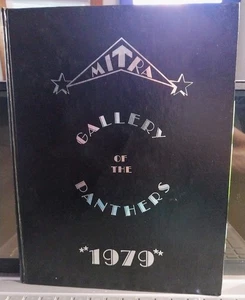 MITRA
GALLERY
OF
THE
PANTHERS
"1979"